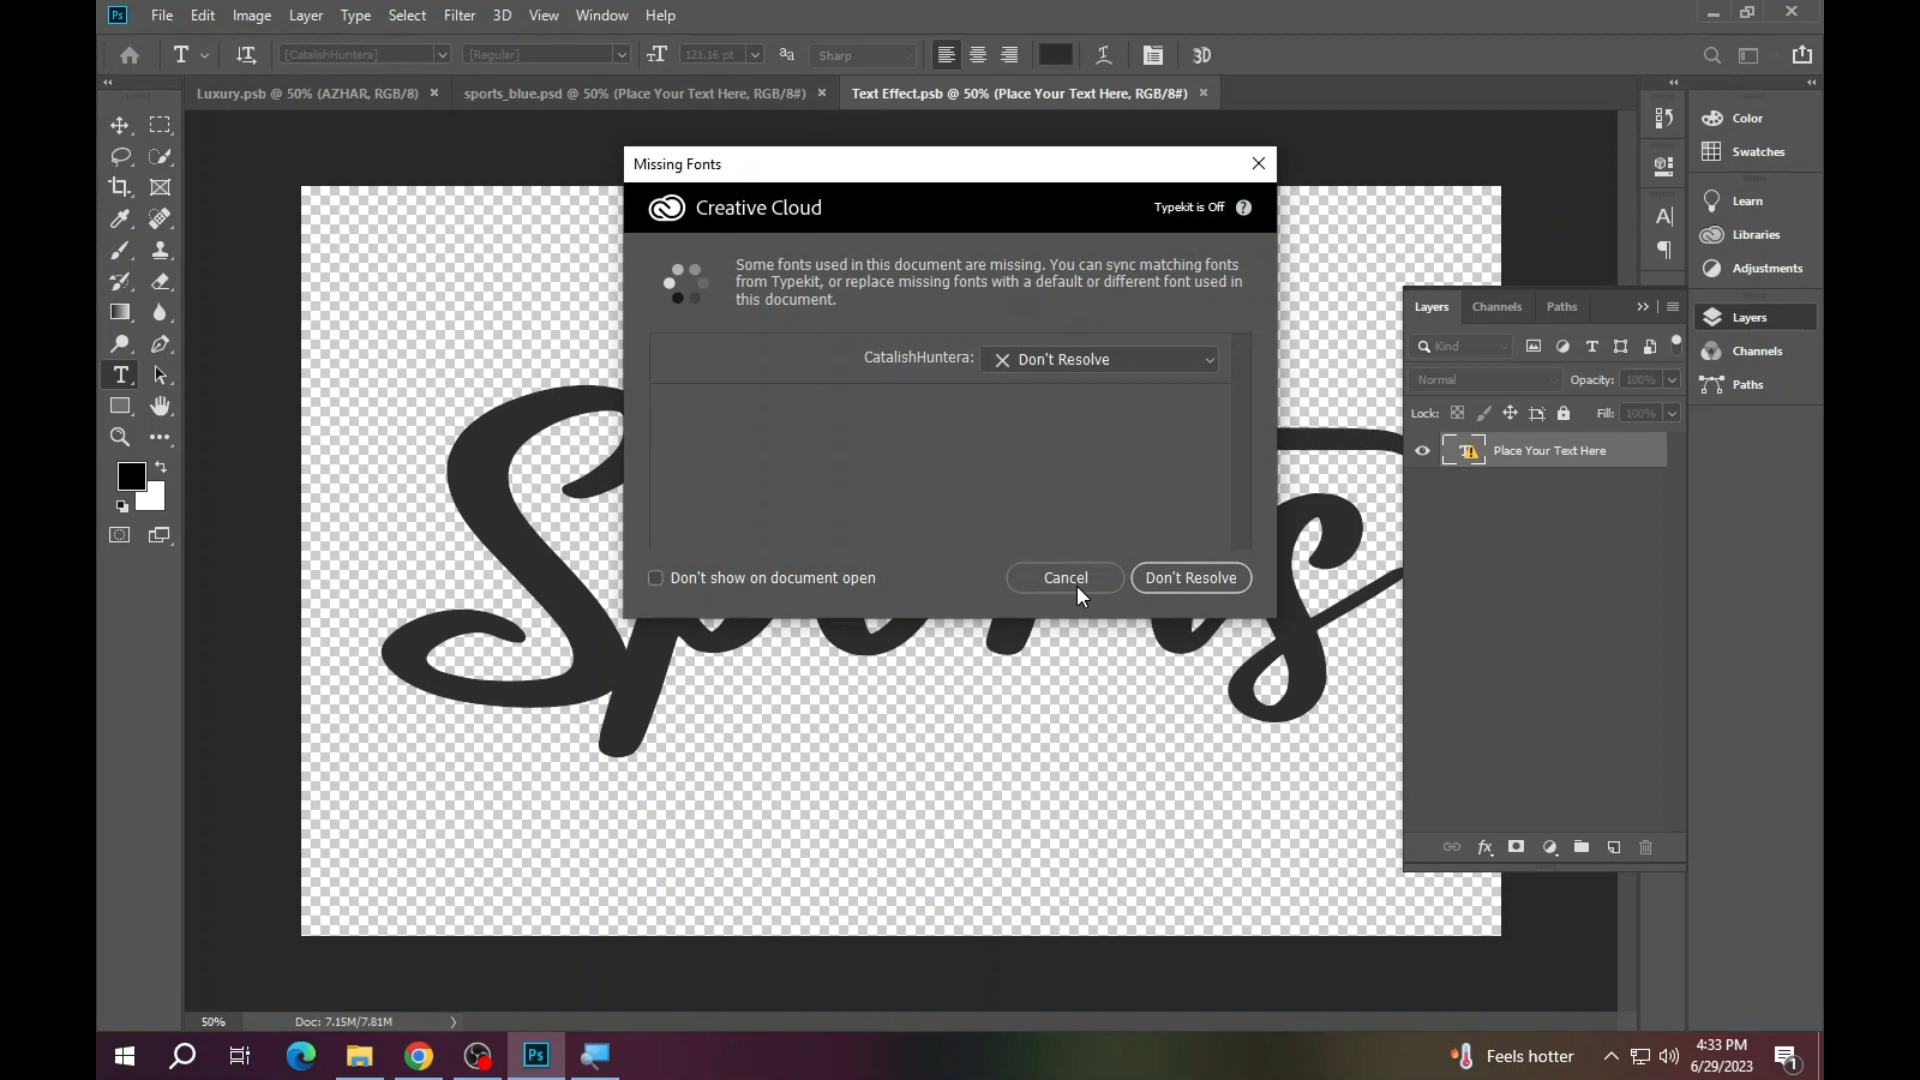 Ps File Edit Image Layer Type Select Filter 3D View Window Help
T [CatalishHuntera] [Regular] 121.16 pt aa Sharp 3D
Luxury.psb @ 50% (AZHAR, RGB/8) × sports_blue.psd @ 50% (Place Your Text Here, RGB/8#) × Text Effect.psb @ 50% (Place Your Text Here, RGB/8#) ×
Missing Fonts
Creative Cloud Typekit is Off ?
Some fonts used in this document are missing. You can sync matching fonts
from Typekit, or replace missing fonts with a default or different font used in
this document.
CatalishHuntera: Don't Resolve
Don't show on document open Cancel Don't Resolve
Sports
Color
Swatches
Learn
Libraries
Adjustments
Layers
Channels
Paths
Layers Channels Paths
Kind
Normal Opacity: 100%
Lock: Fill: 100%
Place Your Text Here
50% Doc: 7.15M/7.81M
Ps Feels hotter 4:33 PM
6/29/2023 1